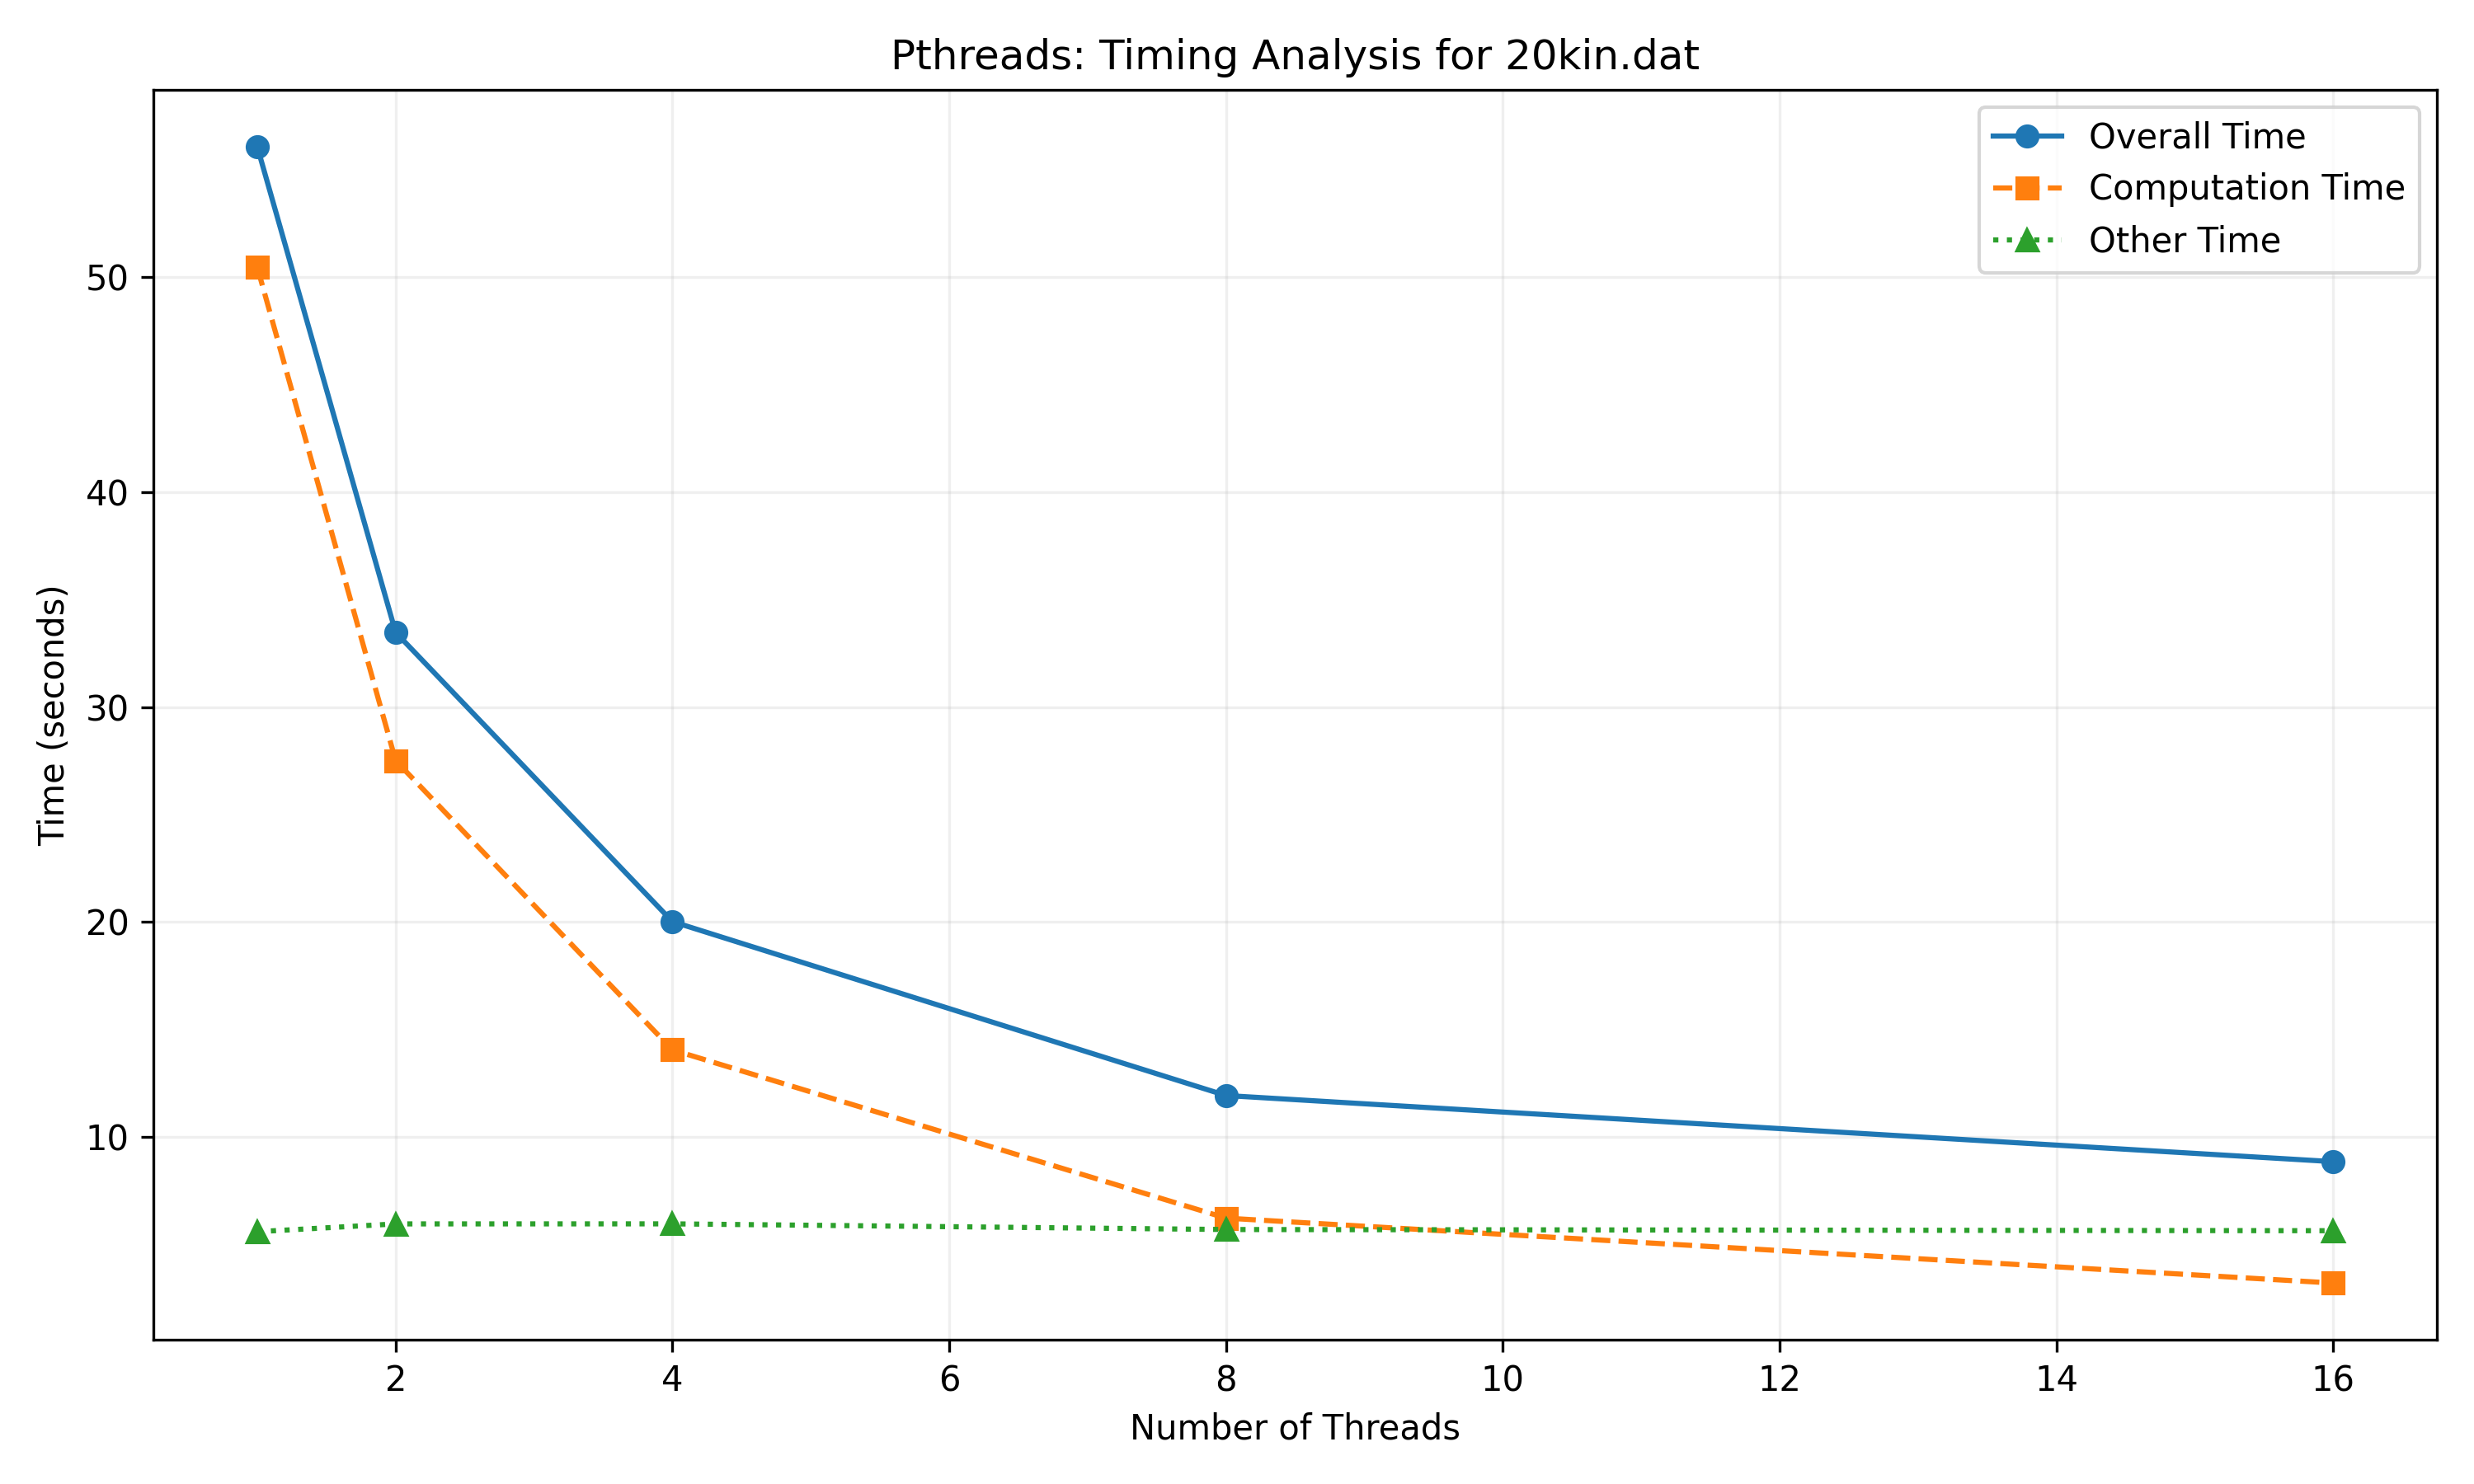 Pthreads: Timing Analysis for 20kin.dat
Overall Time
Computation Time
Other Time
Time (seconds)
50
40
30
20
10
2 4 6 8 10 12 14 16
Number of Threads